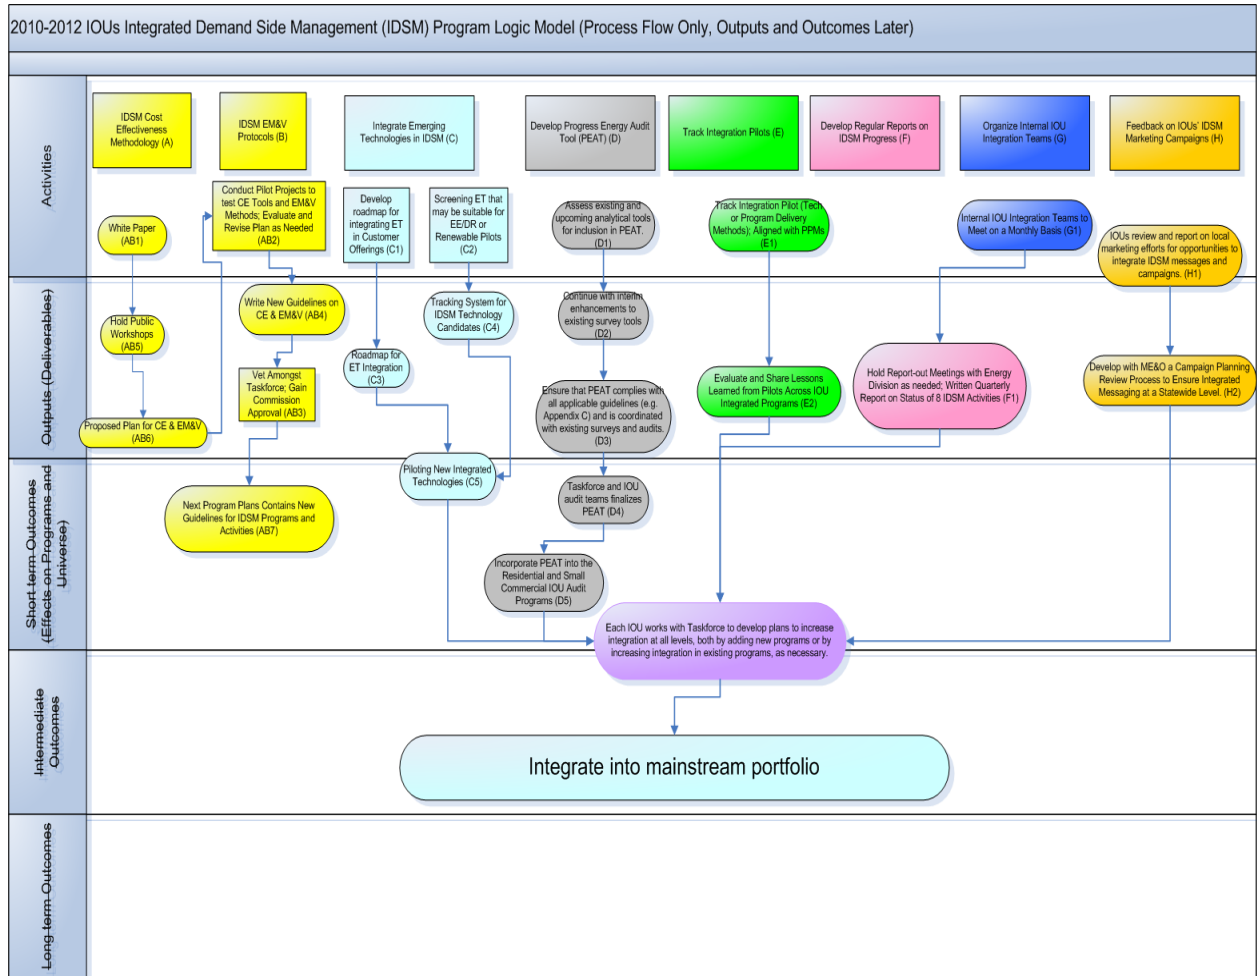 2010-2012 IOUs Integrated Demand Side Management (IDSM) Program Logic Model (Process Flow Only, Outputs and Outcomes Later)
Activities
IDSM Cost
Effectiveness
Methodology (A)
IDSM EM&V
Protocols (B)
Integrate Emerging
Technologies in IDSM (C)
Develop Progress Energy Audit
Tool (PEAT) (D)
Track Integration Pilots (E)
Develop Regular Reports on
IDSM Progress (F)
Organize Internal IOU
Integration Teams (G)
Feedback on IOUs' IDSM
Marketing Campaigns (H)
White Paper
(AB1)
Conduct Pilot Projects to
test CE Tools and EM&V
Methods; Evaluate and
Revise Plan as Needed
(AB2)
Develop
roadmap for
integrating ET
in Customer
Offerings (C1)
Screening ET that
may be suitable for
EE/DR or
Renewable Pilots
(C2)
Assess existing and
upcoming analytical tools
for inclusion in PEAT.
(D1)
Track Integration Pilot (Tech
or Program Delivery
Methods); Aligned with PPMs
(E1)
Internal IOU Integration Teams to
Meet on a Monthly Basis (G1)
IOUs review and report on local
marketing efforts for opportunities to
integrate IDSM messages and
campaigns. (H1)
Outputs (Deliverables)
Hold Public
Workshops
(AB5)
Write New Guidelines on
CE & EM&V (AB4)
Tracking System for
IDSM Technology
Candidates (C4)
Continue with interim
enhancements to
existing survey tools
(D2)
Roadmap for
ET Integration
(C3)
Vet Amongst
Taskforce; Gain
Commission
Approval (AB3)
Proposed Plan for CE & EM&V
(AB6)
Ensure that PEAT complies with
all applicable guidelines (e.g.
Appendix C) and is coordinated
with existing surveys and audits.
(D3)
Evaluate and Share Lessons
Learned from Pilots Across IOU
Integrated Programs (E2)
Hold Report-out Meetings with Energy
Division as needed; Written Quarterly
Report on Status of 8 IDSM Activities (F1)
Develop with ME&O a Campaign Planning
Review Process to Ensure Integrated
Messaging at a Statewide Level. (H2)
Short term Outcomes
(Effects on Programs and
Universe)
Piloting New Integrated
Technologies (C5)
Next Program Plans Contains New
Guidelines for IDSM Programs and
Activities (AB7)
Taskforce and IOU
audit teams finalizes
PEAT (D4)
Incorporate PEAT into the
Residential and Small
Commercial IOU Audit
Programs (D5)
Each IOU works with Taskforce to develop plans to increase
integration at all levels, both by adding new programs or by
increasing integration in existing programs, as necessary.
Intermediate
Outcomes
Integrate into mainstream portfolio
Long term Outcomes